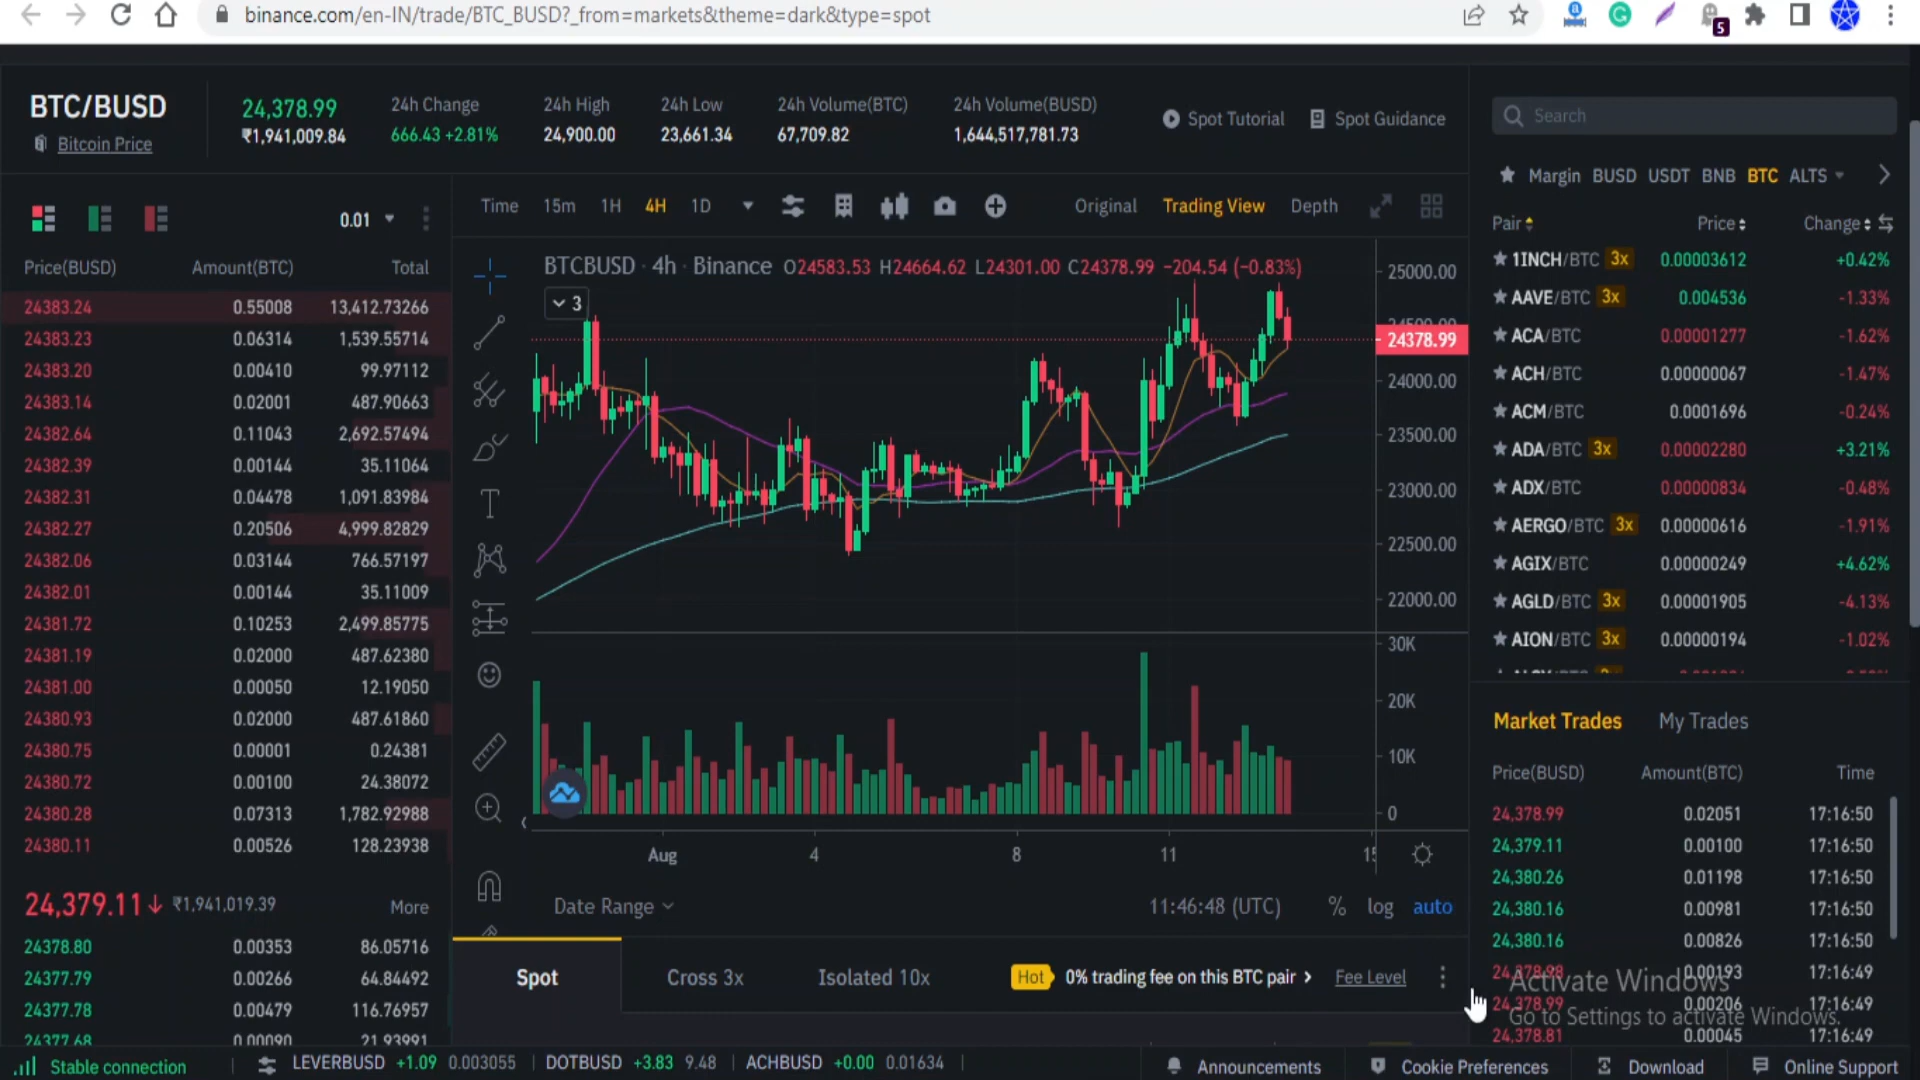 binance.com/en-IN/trade/BTC_BUSD?_from=markets&theme=dark&type=spot
5
BTC/BUSD
Bitcoin Price
24,378.99
₹1,941,009.84
24h Change
666.43 +2.81%
24h High
24,900.00
24h Low
23,661.34
24h Volume(BTC)
67,709.82
24h Volume(BUSD)
1,644,517,781.73
Spot Tutorial
Spot Guidance
0.01
Price(BUSD) Amount(BTC) Total
24383.24 0.55008 13,412.73266
24383.23 0.06314 1,539.55714
24383.20 0.00410 99.97112
24383.14 0.02001 487.90663
24382.64 0.11043 2,692.57494
24382.39 0.00144 35.11064
24382.31 0.04478 1,091.83984
24382.27 0.20506 4,999.82829
24382.06 0.03144 766.57197
24382.01 0.00144 35.11009
24381.72 0.10253 2,499.85775
24381.19 0.02000 487.62380
24381.00 0.00050 12.19050
24380.93 0.02000 487.61860
24380.75 0.00001 0.24381
24380.72 0.00100 24.38072
24380.28 0.07313 1,782.92988
24380.11 0.00526 128.23938
24,379.11↓ ₹1,941,019.39 More
24378.80 0.00353 86.05716
24377.79 0.00266 64.84492
24377.78 0.00479 116.76957
24377.68 0.00090 21.93991
Time 15m 1H 4H 1D
Original Trading View Depth
BTCBUSD · 4h · Binance O24583.53 H24664.62 L24301.00 C24378.99 −204.54 (−0.83%)
3
25000.00
24500.00
24378.99
24000.00
23500.00
23000.00
22500.00
22000.00
30K
20K
10K
0
Aug 4 8 11
Date Range 11:46:48 (UTC) % log auto
Spot Cross 3x Isolated 10x
Hot 0% trading fee on this BTC pair Fee Level
Search
Margin BUSD USDT BNB BTC ALTS
Pair Price Change
1INCH/BTC 3x 0.00003612 +0.42%
AAVE/BTC 3x 0.004536 -1.33%
ACA/BTC 0.00001277 -1.62%
ACH/BTC 0.00000067 -1.47%
ACM/BTC 0.0001696 -0.24%
ADA/BTC 3x 0.00002280 +3.21%
ADX/BTC 0.00000834 -0.48%
AERGO/BTC 3x 0.00000616 -1.91%
AGIX/BTC 0.00000249 +4.62%
AGLD/BTC 3x 0.00001905 -4.13%
AION/BTC 3x 0.00000194 -1.02%
Market Trades My Trades
Price(BUSD) Amount(BTC) Time
24,378.99 0.02051 17:16:50
24,379.11 0.00100 17:16:50
24,380.26 0.01198 17:16:50
24,380.16 0.00981 17:16:50
24,380.16 0.00826 17:16:50
24,378.98 0.00193 17:16:49
24,378.99 0.00206 17:16:49
24,378.81 0.00045 17:16:49
Activate Windows
Go to Settings to activate Windows.
Stable connection
LEVERBUSD +1.09 0.003055
DOTBUSD +3.83 9.48
ACHBUSD +0.00 0.01634
Announcements
Cookie Preferences
Download
Online Support